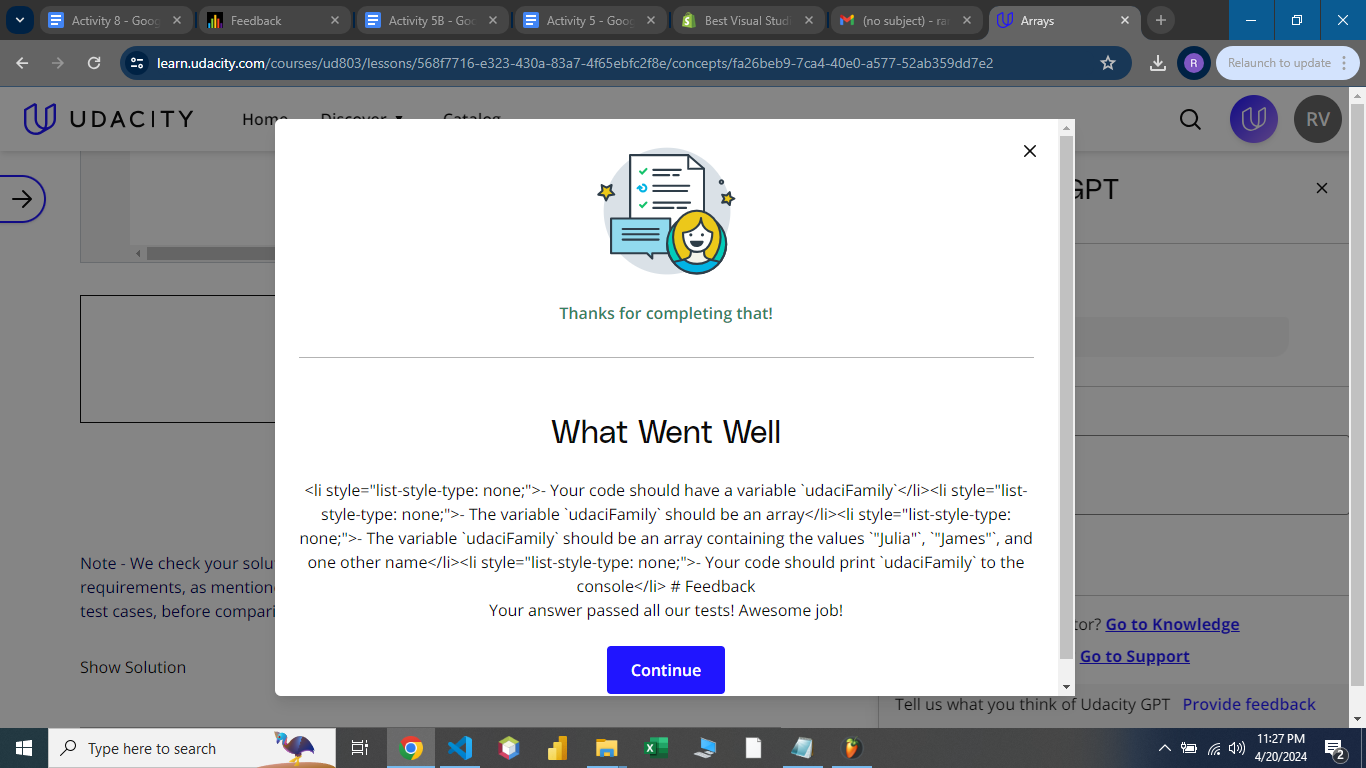 Activity 8 - Goog
Feedback
Activity 5B - Goo
Activity 5 - Goog
Best Visual Studi
(no subject) - rar
Arrays
learn.udacity.com/courses/ud803/lessons/568f7716-e323-430a-83a7-4f65ebfc2f8e/concepts/fa26beb9-7ca4-40e0-a577-52ab359dd7e2
R
Relaunch to update
UDACITY
Home
Discover
Catalog
RV
GPT
Thanks for completing that!
What Went Well
<li style="list-style-type: none;">- Your code should have a variable `udaciFamily`</li><li style="list-
style-type: none;">- The variable `udaciFamily` should be an array</li><li style="list-style-type:
none;">- The variable `udaciFamily` should be an array containing the values `"Julia"`, `"James"`, and
one other name</li><li style="list-style-type: none;">- Your code should print `udaciFamily` to the
console</li> # Feedback
Your answer passed all our tests! Awesome job!
Continue
Note - We check your solu
requirements, as mentione
test cases, before compari
Show Solution
tor? Go to Knowledge
Go to Support
Tell us what you think of Udacity GPT Provide feedback
Type here to search
11:27 PM
4/20/2024
2